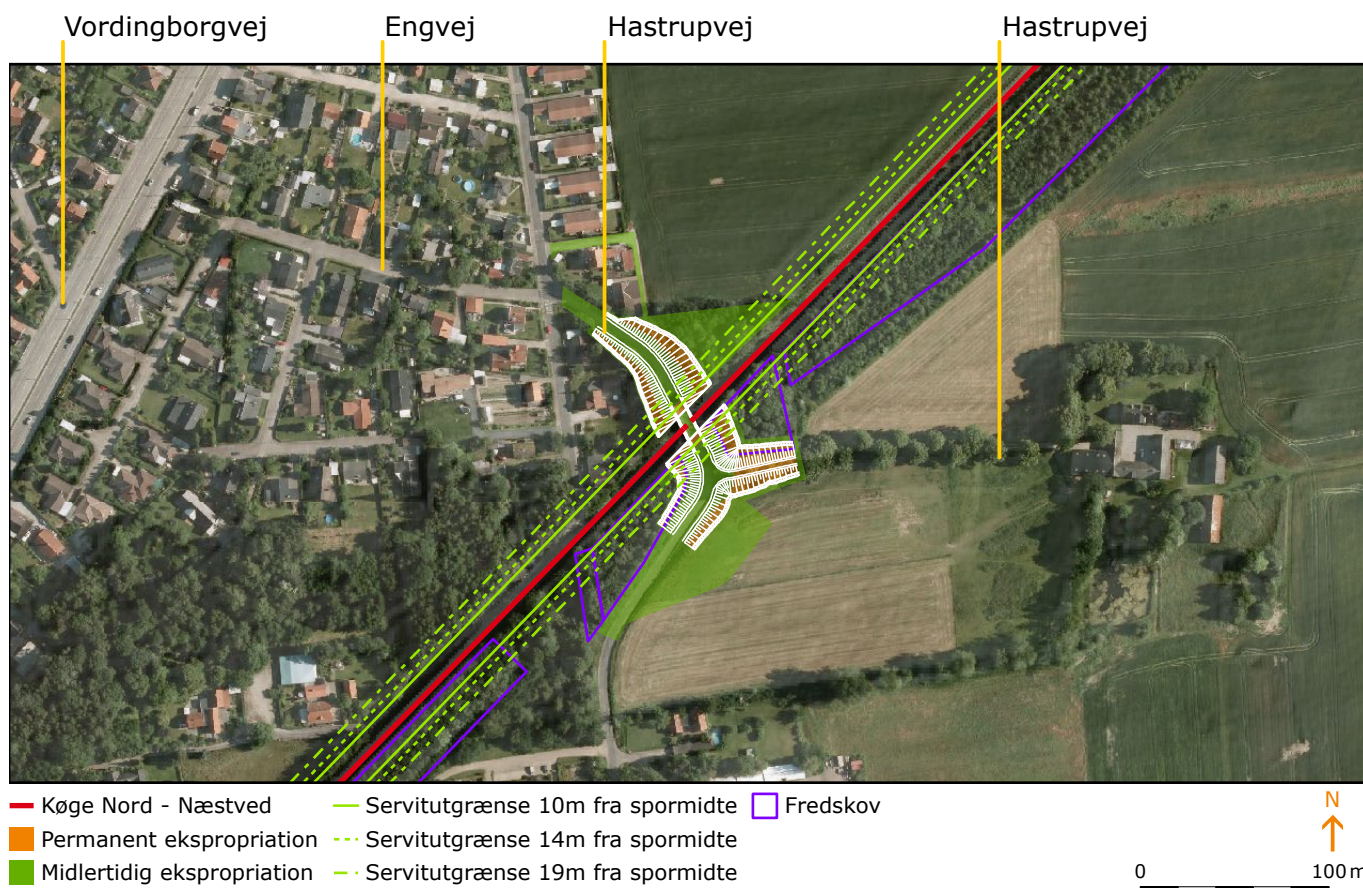 Vordingborgvej Engvej Hastrupvej Hastrupvej
Køge Nord - Næstved Servitutgrænse 10m fra spormidte Fredskov
Permanent ekspropriation Servitutgrænse 14m fra spormidte
Midlertidig ekspropriation Servitutgrænse 19m fra spormidte
N
0 100m